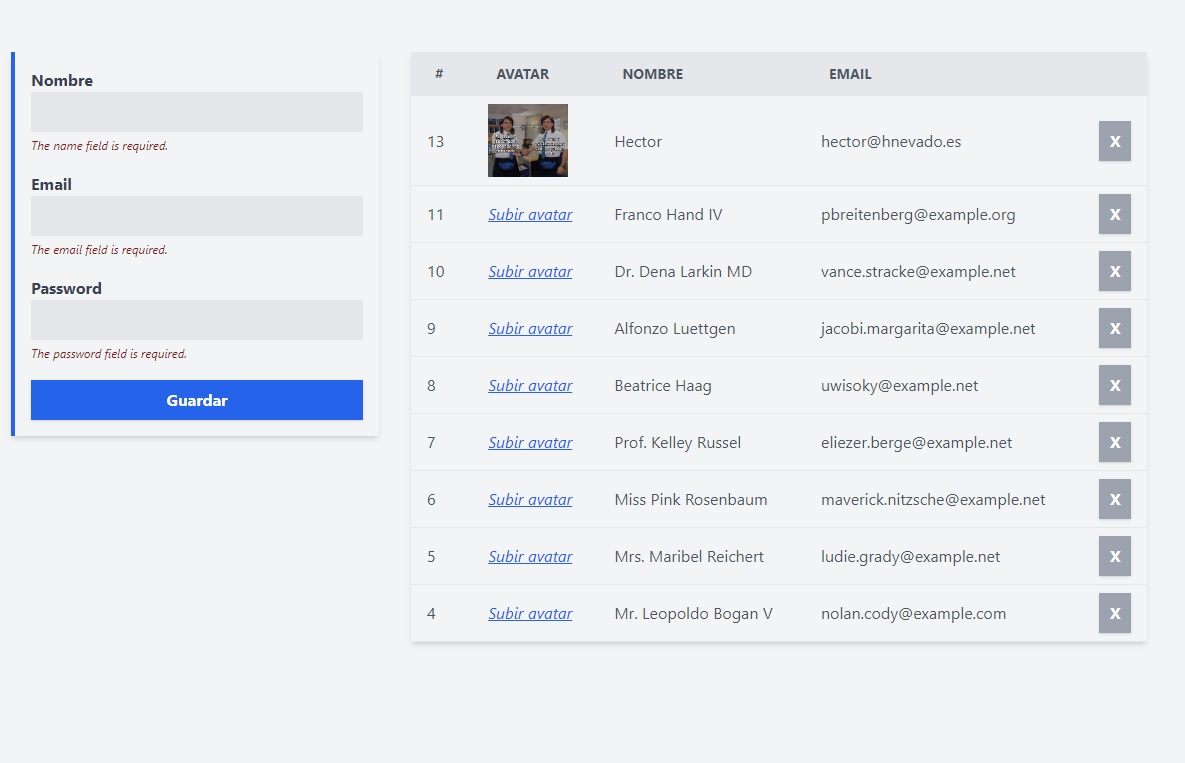 Nombre
The name field is required.
Email
The email field is required.
Password
The password field is required.
Guardar
# AVATAR NOMBRE EMAIL
13 Hector hector@hnevado.es X
11 Subir avatar Franco Hand IV pbreitenberg@example.org X
10 Subir avatar Dr. Dena Larkin MD vance.stracke@example.net X
9 Subir avatar Alfonzo Luettgen jacobi.margarita@example.net X
8 Subir avatar Beatrice Haag uwisoky@example.net X
7 Subir avatar Prof. Kelley Russel eliezer.berge@example.net X
6 Subir avatar Miss Pink Rosenbaum maverick.nitzsche@example.net X
5 Subir avatar Mrs. Maribel Reichert ludie.grady@example.net X
4 Subir avatar Mr. Leopoldo Bogan V nolan.cody@example.com X